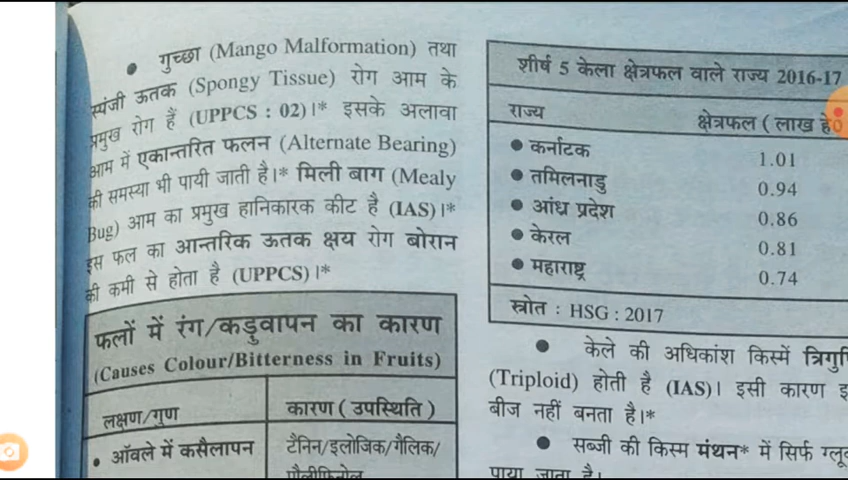 • गुच्छा (Mango Malformation) तथा
स्पंजी ऊतक (Spongy Tissue) रोग आम के
प्रमुख रोग हैं (UPPCS : 02)।* इसके अलावा
आम में एकान्तरित फलन (Alternate Bearing)
की समस्या भी पायी जाती है।* मिली बाग (Mealy
Bug) आम का प्रमुख हानिकारक कीट है (IAS)।*
इस फल का आन्तरिक ऊतक क्षय रोग बोरान
की कमी से होता है (UPPCS)।*
फलों में रंग/कड़ुवापन का कारण
(Causes Colour/Bitterness in Fruits)
लक्षण/गुण कारण ( उपस्थिति )
• आँवले में कसैलापन टैनिन/इलोजिक/गैलिक/
पौलीफिनोल
शीर्ष 5 केला क्षेत्रफल वाले राज्य 2016-17
राज्य क्षेत्रफल ( लाख हे0
• कर्नाटक 1.01
• तमिलनाडु 0.94
• आंध्र प्रदेश 0.86
• केरल 0.81
• महाराष्ट्र 0.74
स्त्रोत : HSG : 2017
• केले की अधिकांश किस्में
(Triploid) होती है (IAS)। इसी कारण
बीज नहीं बनता है।*
• सब्जी की किस्म मंथन* में सिर्फ
पाया जाता है।